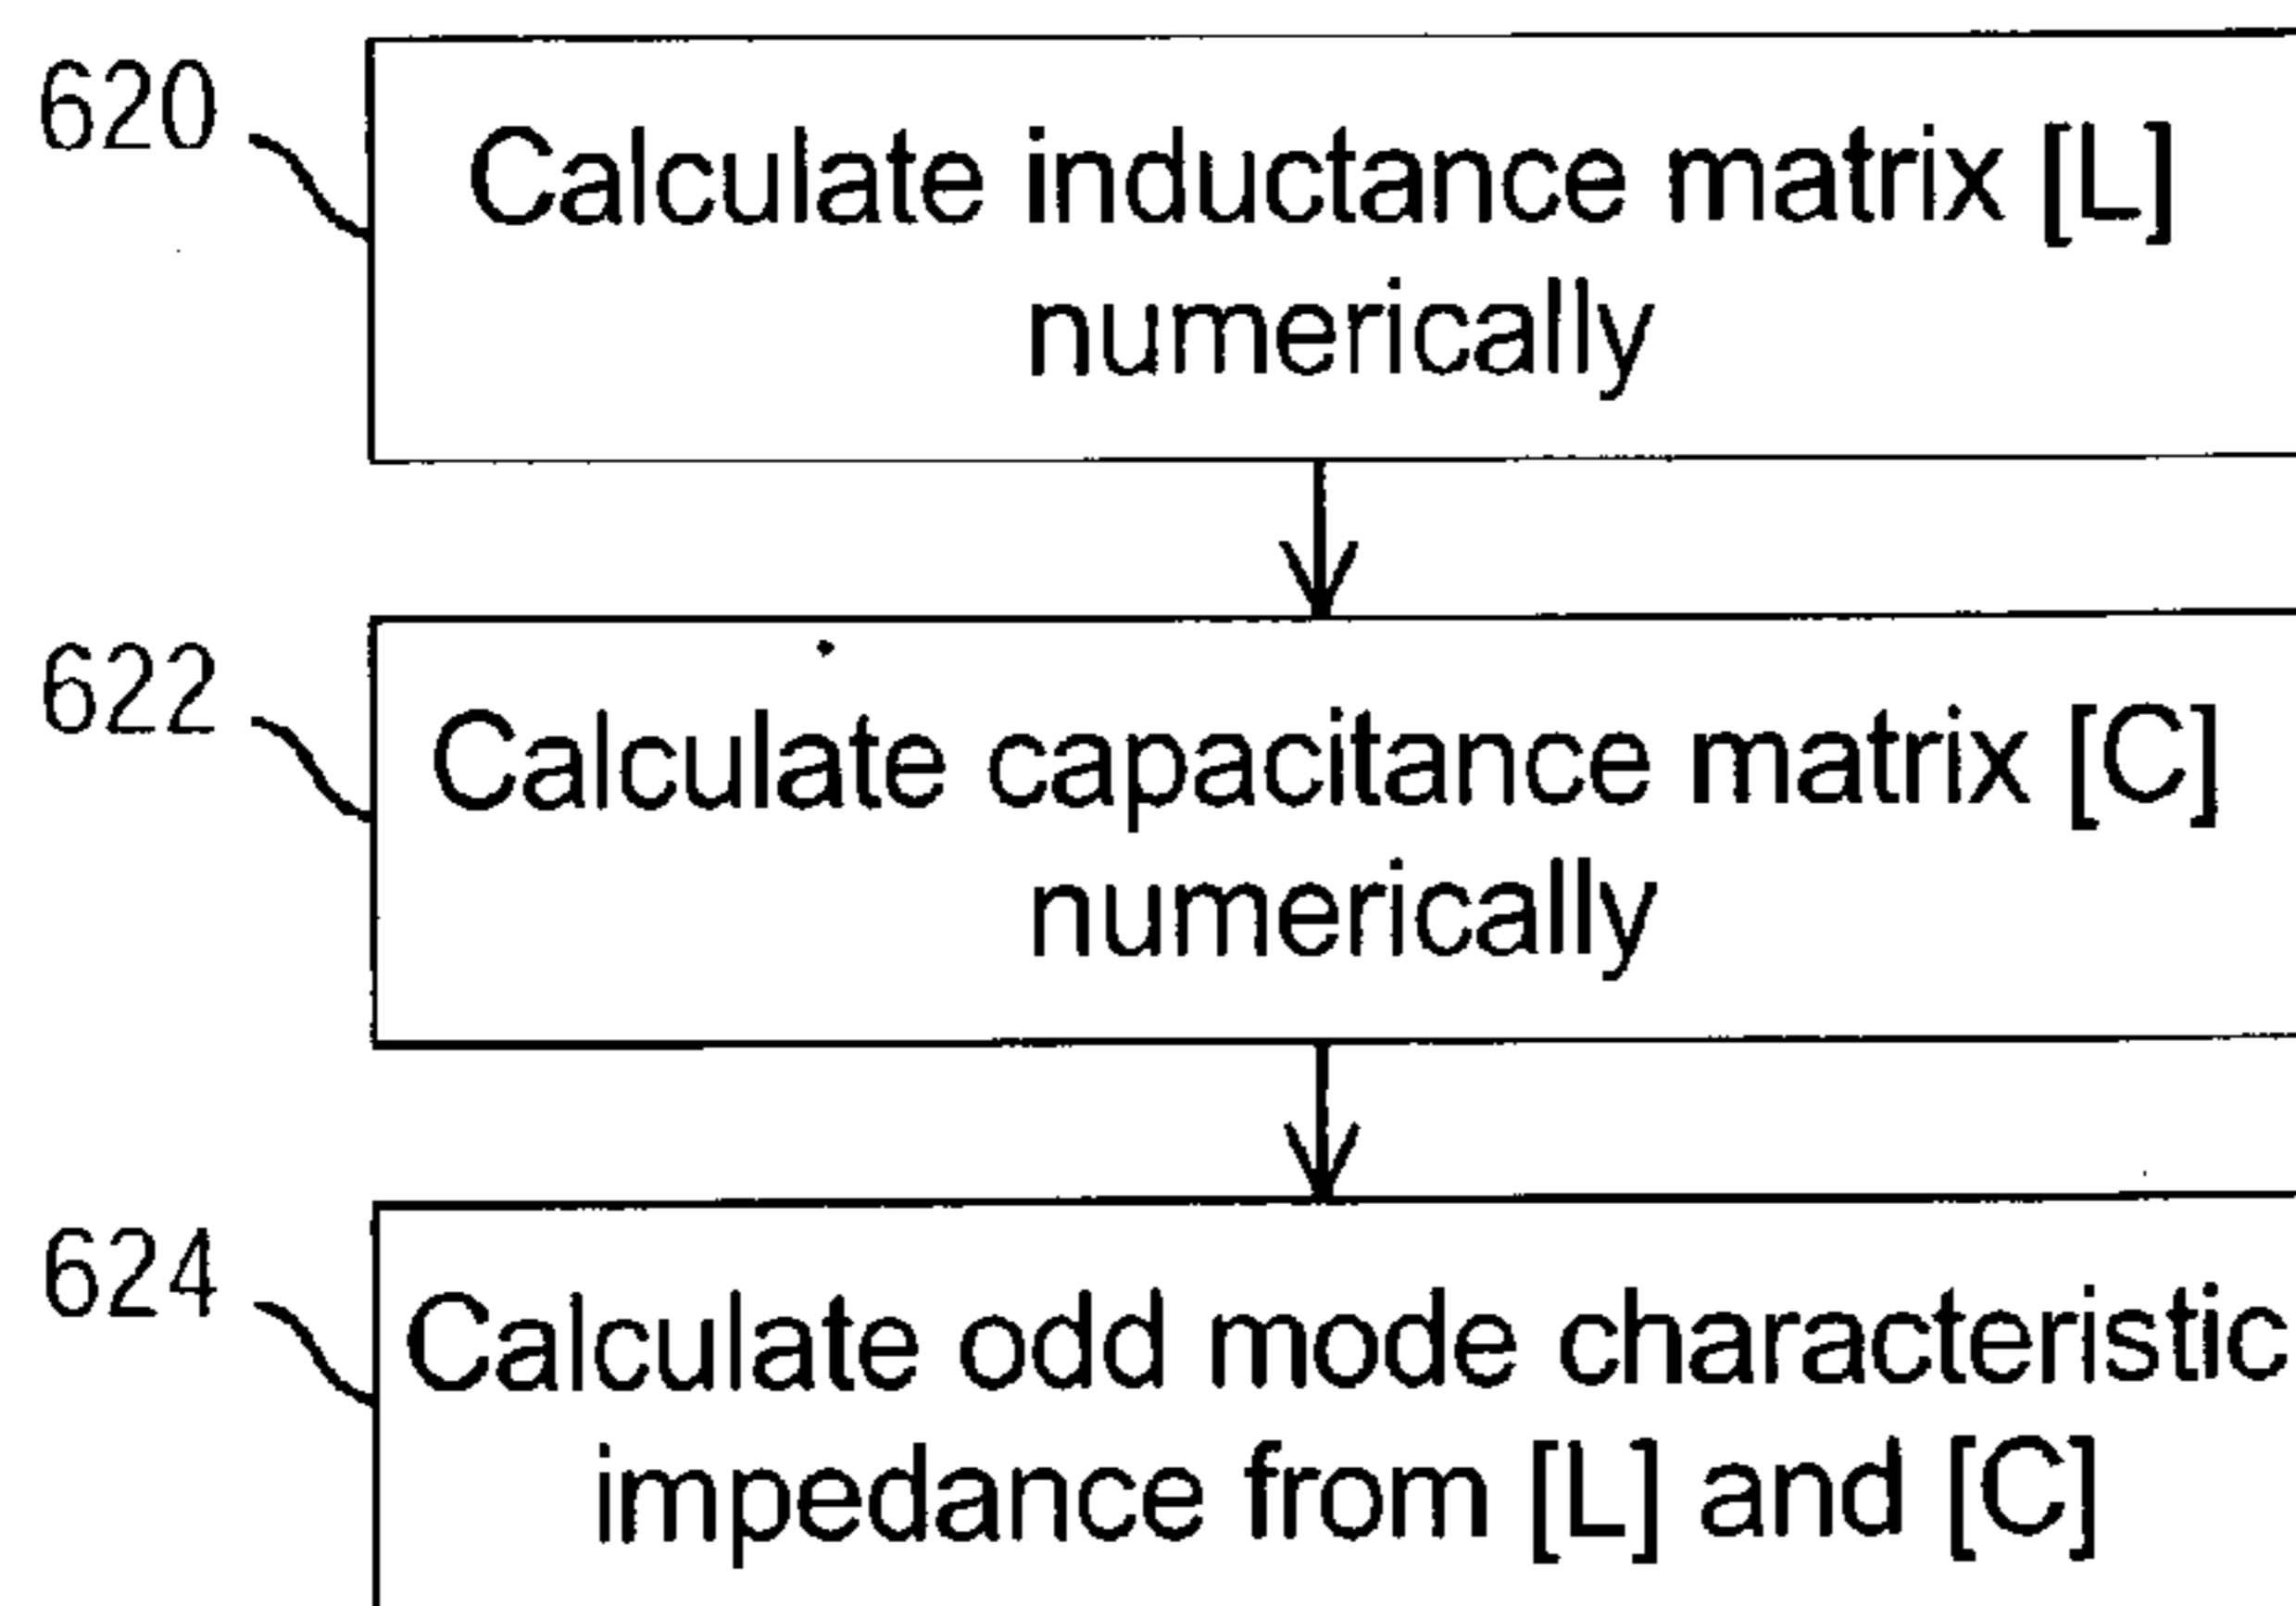 620
Calculate inductance matrix [L]
numerically
622
Calculate capacitance matrix [C]
numerically
624
Calculate odd mode characteristic
impedance from [L] and [C]